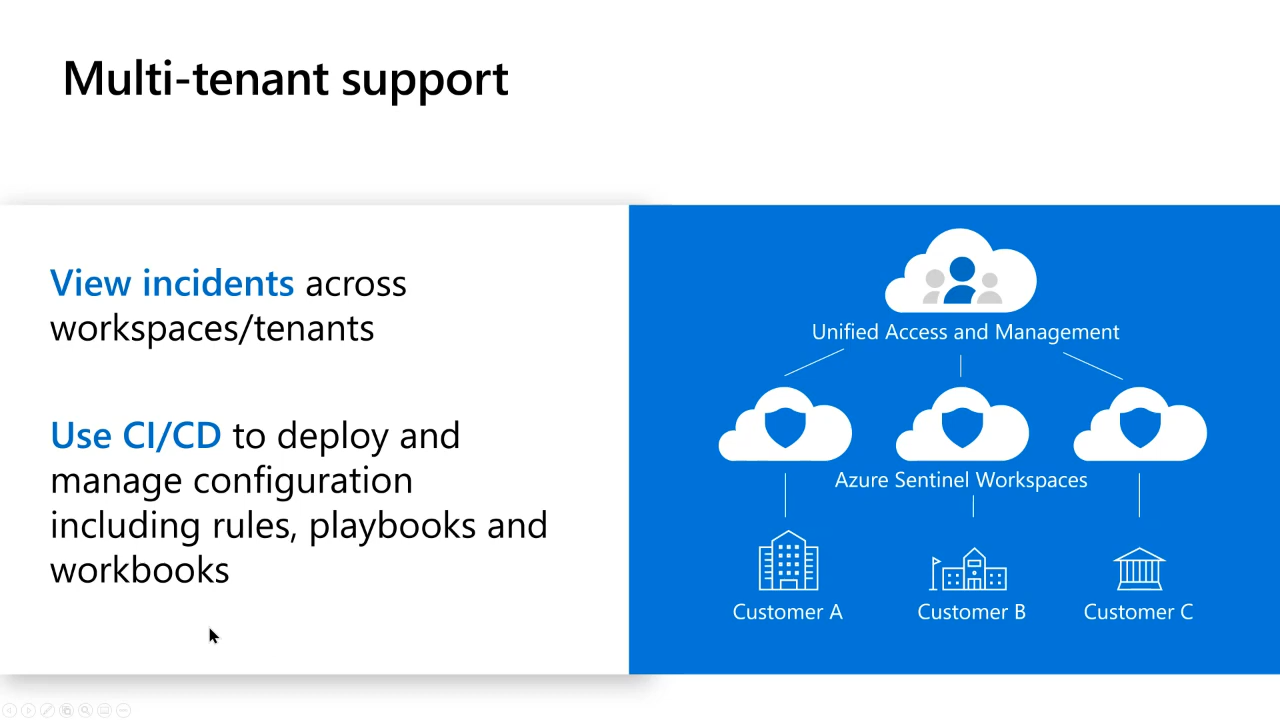 Multi-tenant support
View incidents across
workspaces/tenants
Use CI/CD to deploy and
manage configuration
including rules, playbooks and
workbooks
Unified Access and Management
Azure Sentinel Workspaces
Customer A
Customer B
Customer C